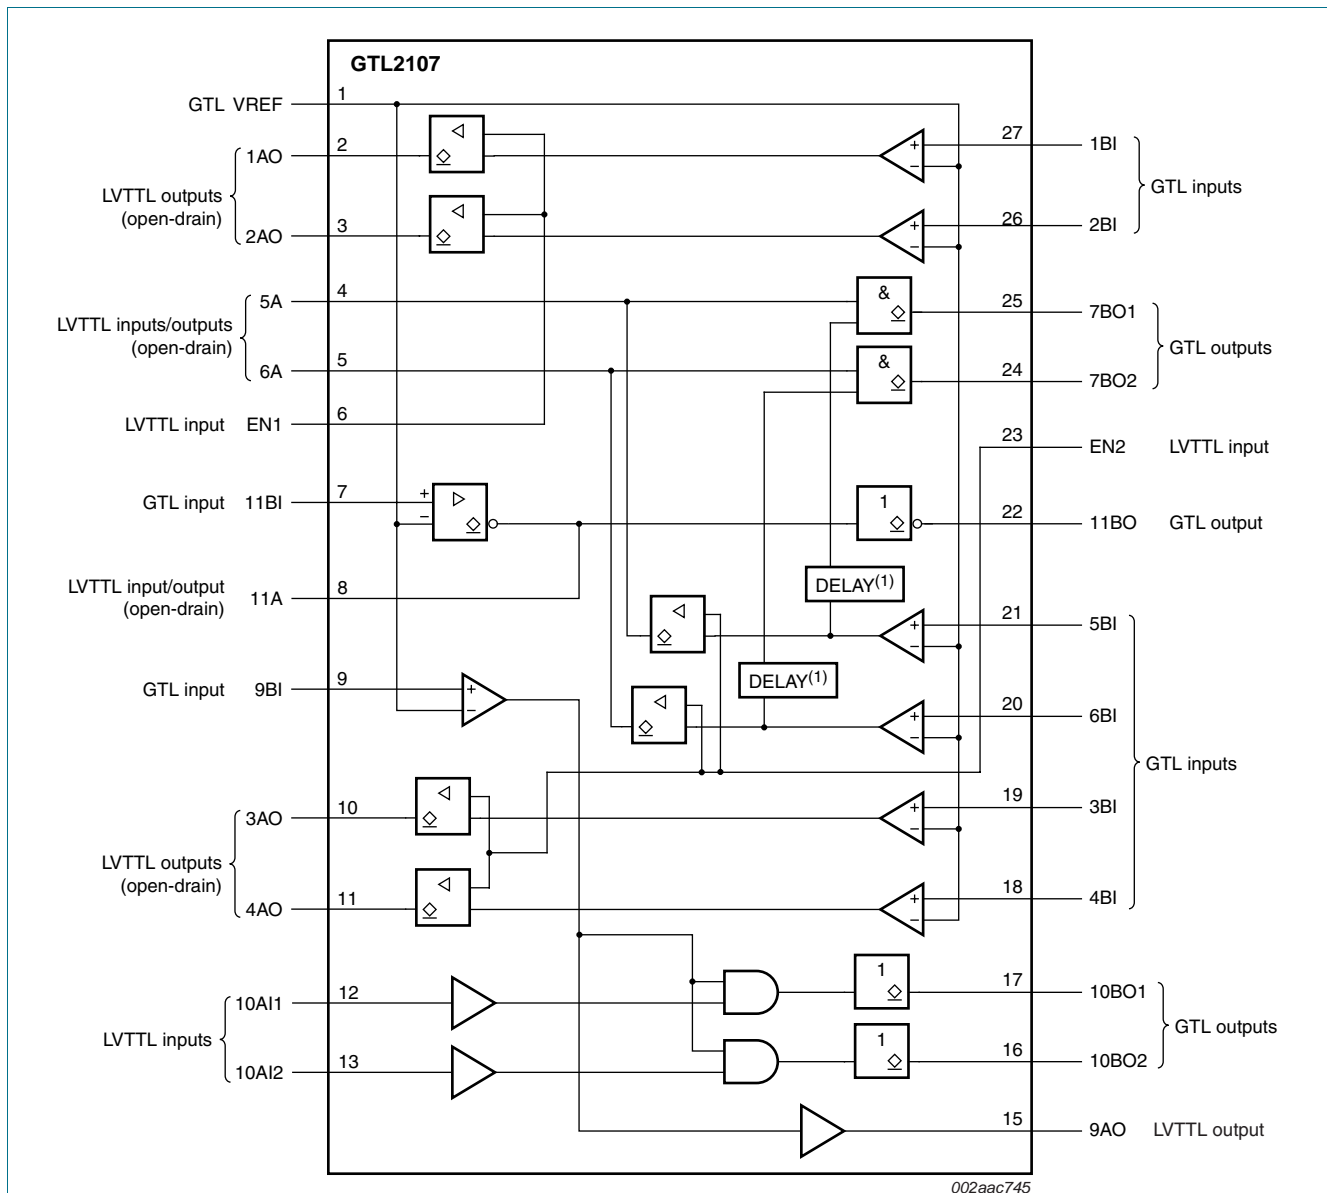 GTL2107
GTL VREF 1
1AO 2
LVTTL outputs
(open-drain)
2AO 3
5A 4
LVTTL inputs/outputs
(open-drain)
6A 5
LVTTL input EN1 6
GTL input 11BI 7
LVTTL input/output
(open-drain)
11A 8
GTL input 9BI 9
3AO 10
LVTTL outputs
(open-drain)
4AO 11
10AI1 12
LVTTL inputs
10AI2 13
+
−
+
−
&
&
1
DELAY(1)
DELAY(1)
1
1
+
−
+
−
+
−
+
−
+
−
+
−
27 1BI
GTL inputs
26 2BI
25 7BO1
GTL outputs
24 7BO2
23 EN2 LVTTL input
22 11BO GTL output
21 5BI
20 6BI
GTL inputs
19 3BI
18 4BI
17 10BO1
GTL outputs
16 10BO2
15 9AO LVTTL output
002aac745